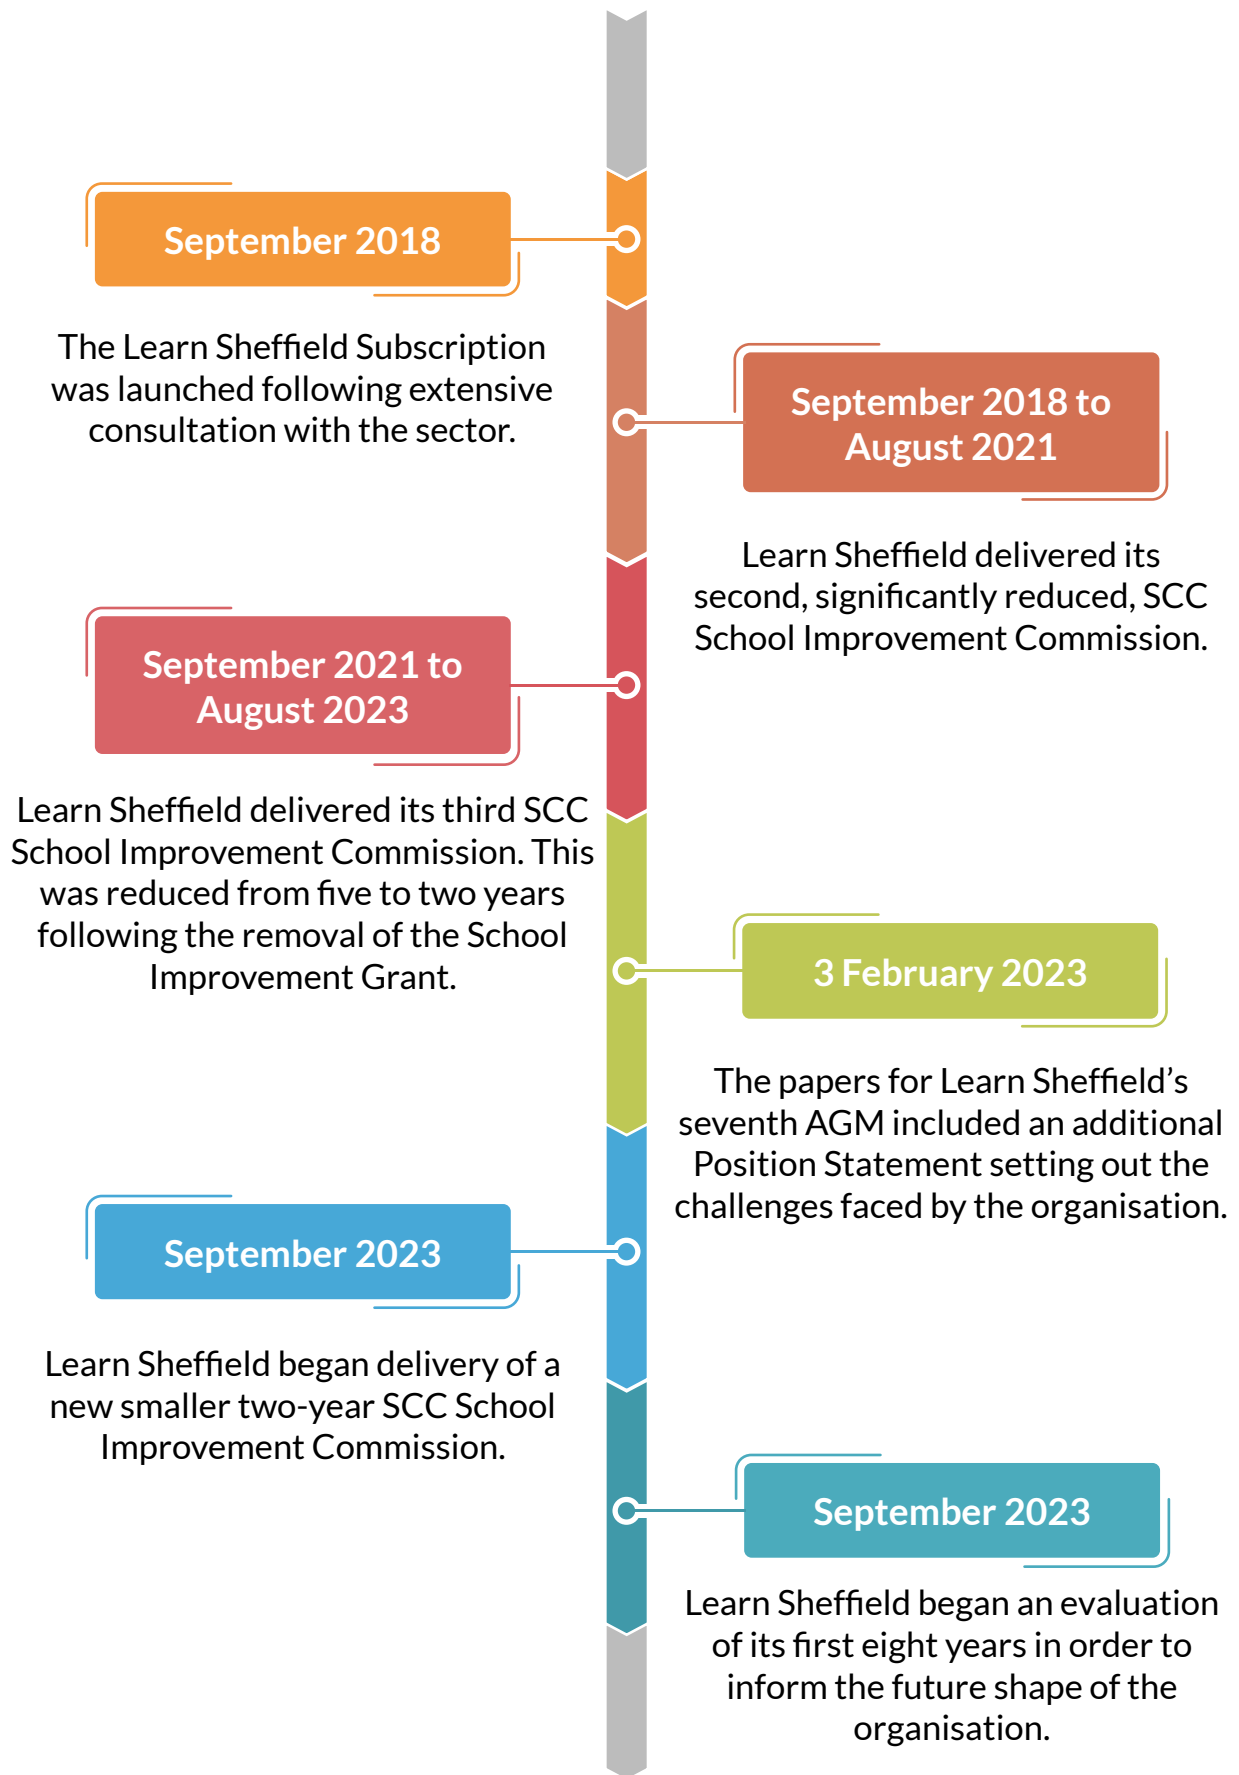 September 2018
The Learn Sheffield Subscription
was launched following extensive
consultation with the sector.
September 2018 to
August 2021
Learn Sheffield delivered its
second, significantly reduced, SCC
School Improvement Commission.
September 2021 to
August 2023
Learn Sheffield delivered its third SCC
School Improvement Commission. This
was reduced from five to two years
following the removal of the School
Improvement Grant.
3 February 2023
The papers for Learn Sheffield’s
seventh AGM included an additional
Position Statement setting out the
challenges faced by the organisation.
September 2023
Learn Sheffield began delivery of a
new smaller two-year SCC School
Improvement Commission.
September 2023
Learn Sheffield began an evaluation
of its first eight years in order to
inform the future shape of the
organisation.